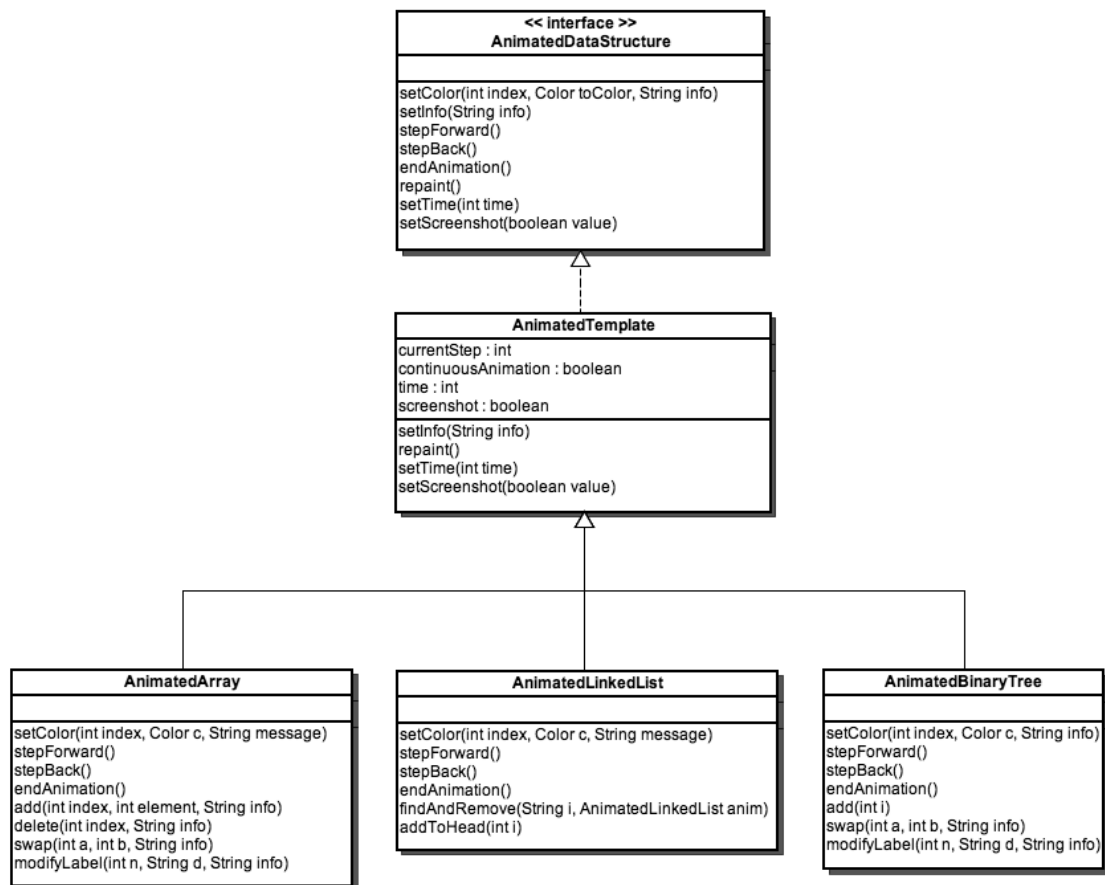 << interface >>
AnimatedDataStructure
setColor(int index, Color toColor, String info)
setInfo(String info)
stepForward()
stepBack()
endAnimation()
repaint()
setTime(int time)
setScreenshot(boolean value)
AnimatedTemplate
currentStep : int
continuousAnimation : boolean
time : int
screenshot : boolean
setInfo(String info)
repaint()
setTime(int time)
setScreenshot(boolean value)
AnimatedArray
setColor(int index, Color c, String message)
stepForward()
stepBack()
endAnimation()
add(int index, int element, String info)
delete(int index, String info)
swap(int a, int b, String info)
modifyLabel(int n, String d, String info)
AnimatedLinkedList
setColor(int index, Color c, String message)
stepForward()
stepBack()
endAnimation()
findAndRemove(String i, AnimatedLinkedList anim)
addToHead(int i)
AnimatedBinaryTree
setColor(int index, Color c, String info)
stepForward()
stepBack()
endAnimation()
add(int i)
swap(int a, int b, String info)
modifyLabel(int n, String d, String info)